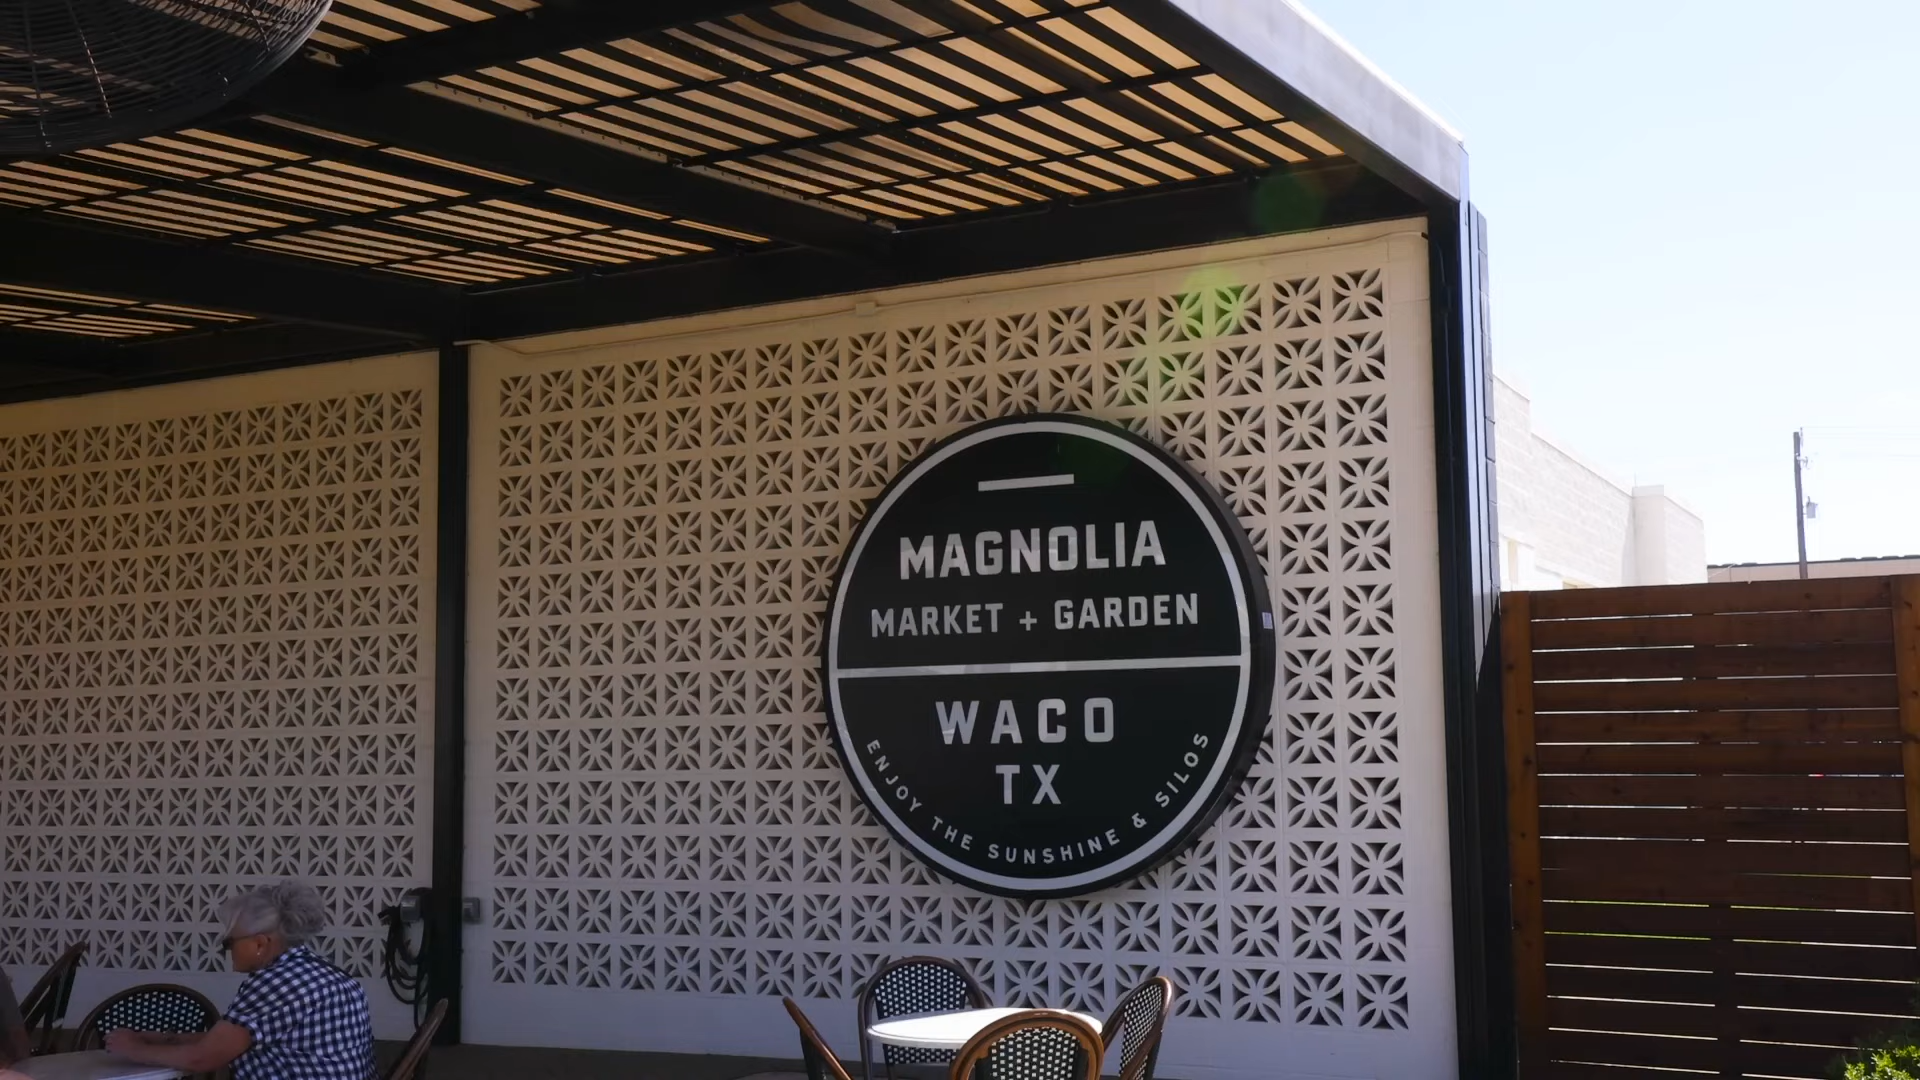 MAGNOLIA
MARKET + GARDEN
WACO
TX
ENJOY THE SUNSHINE & SILOS